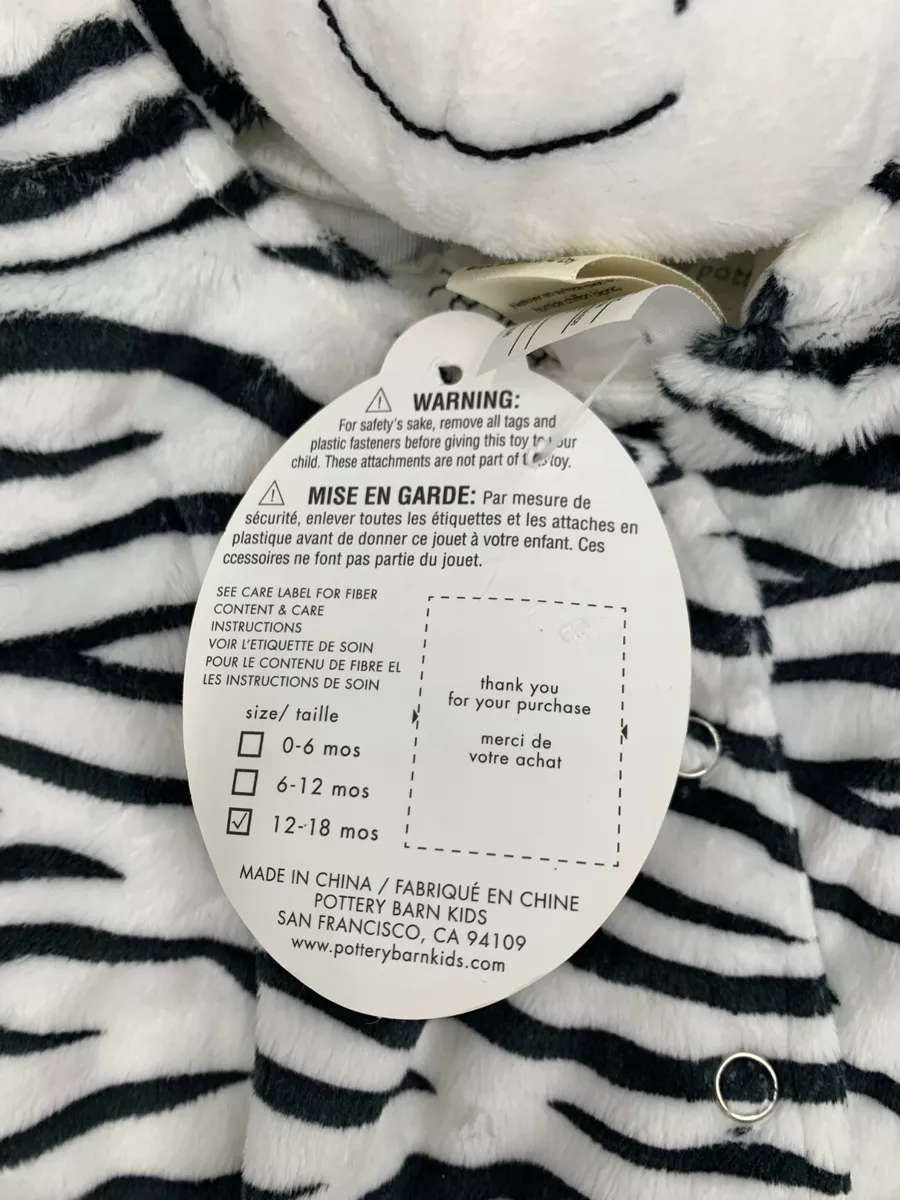 WARNING:
For safety's sake, remove all tags and
plastic fasteners before giving this toy to your
child. These attachments are not part of toy.
MISE EN GARDE: Par mesure de
sécurité, enlever toutes les étiquettes et les attaches en
plastique avant de donner ce jouet à votre enfant. Ces
ccessoires ne font pas partie du jouet.
SEE CARE LABEL FOR FIBER
CONTENT & CARE
INSTRUCTIONS
VOIR L'ETIQUETTE DE SOIN
POUR LE CONTENU DE FIBRE EL
LES INSTRUCTIONS DE SOIN
size/ taille
0-6 mos
6-12 mos
12-18 mos
thank you
for your purchase
merci de
votre achat
MADE IN CHINA / FABRIQUÉ EN CHINE
POTTERY BARN KIDS
SAN FRANCISCO, CA 94109
www.potterybarnkids.com
pott